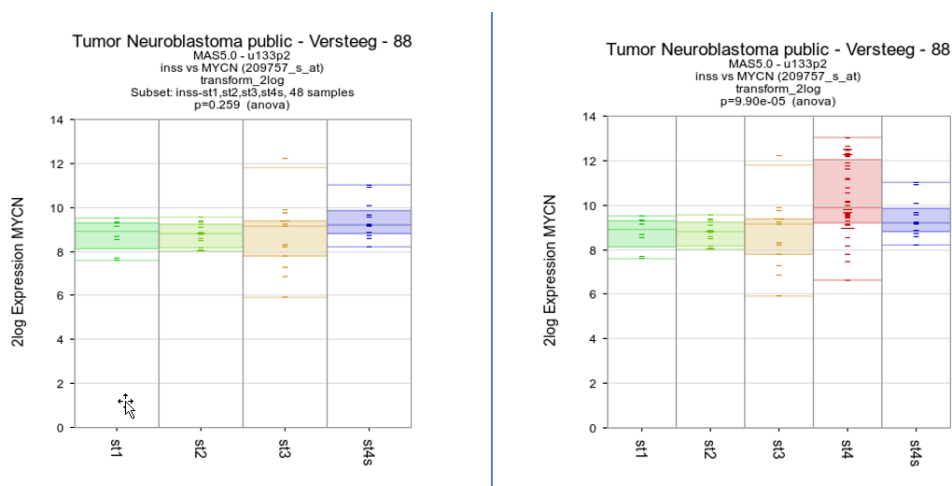 Tumor Neuroblastoma public - Versteeg - 88
MAS5.0 - u133p2
inss vs MYCN (209757_s_at)
transform_2log
Subset: inss-st1,st2,st3,st4s, 48 samples
p=0.259 (anova)
2log Expression MYCN
14
12
10
8
6
4
2
0
st1
st2
st3
st4s
Tumor Neuroblastoma public - Versteeg - 88
MAS5.0 - u133p2
inss vs MYCN (209757_s_at)
transform_2log
p=9.90e-05 (anova)
2log Expression MYCN
14
12
10
8
6
4
2
0
st1
st2
st3
st4
st4s